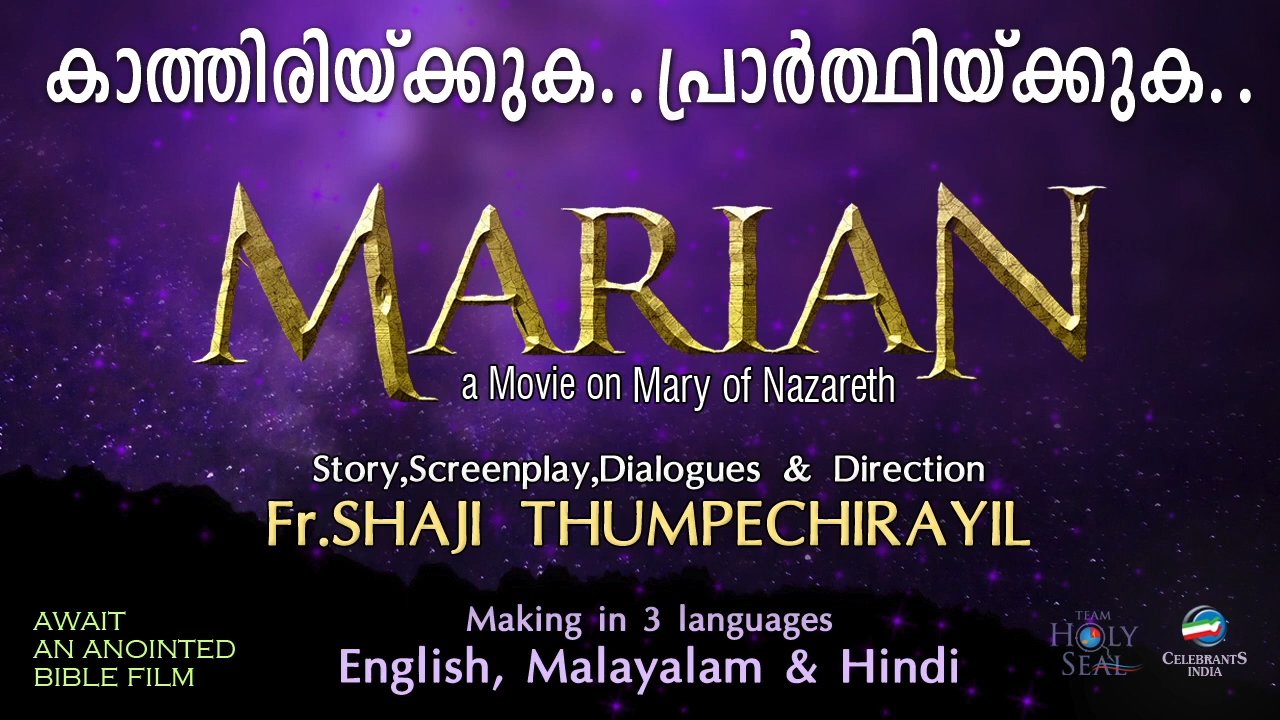 കാത്തിരിയ്ക്കുക..പ്രാർത്ഥിയ്ക്കുക..
MARIAN
a Movie on Mary of Nazareth
Story,Screenplay,Dialogues & Direction
Fr.SHAJI THUMPECHIRAYIL
AWAIT
AN ANOINTED
BIBLE FILM
Making in 3 languages
English, Malayalam & Hindi
TEAM
HOLY
SEAL
CELEBRANTS
INDIA